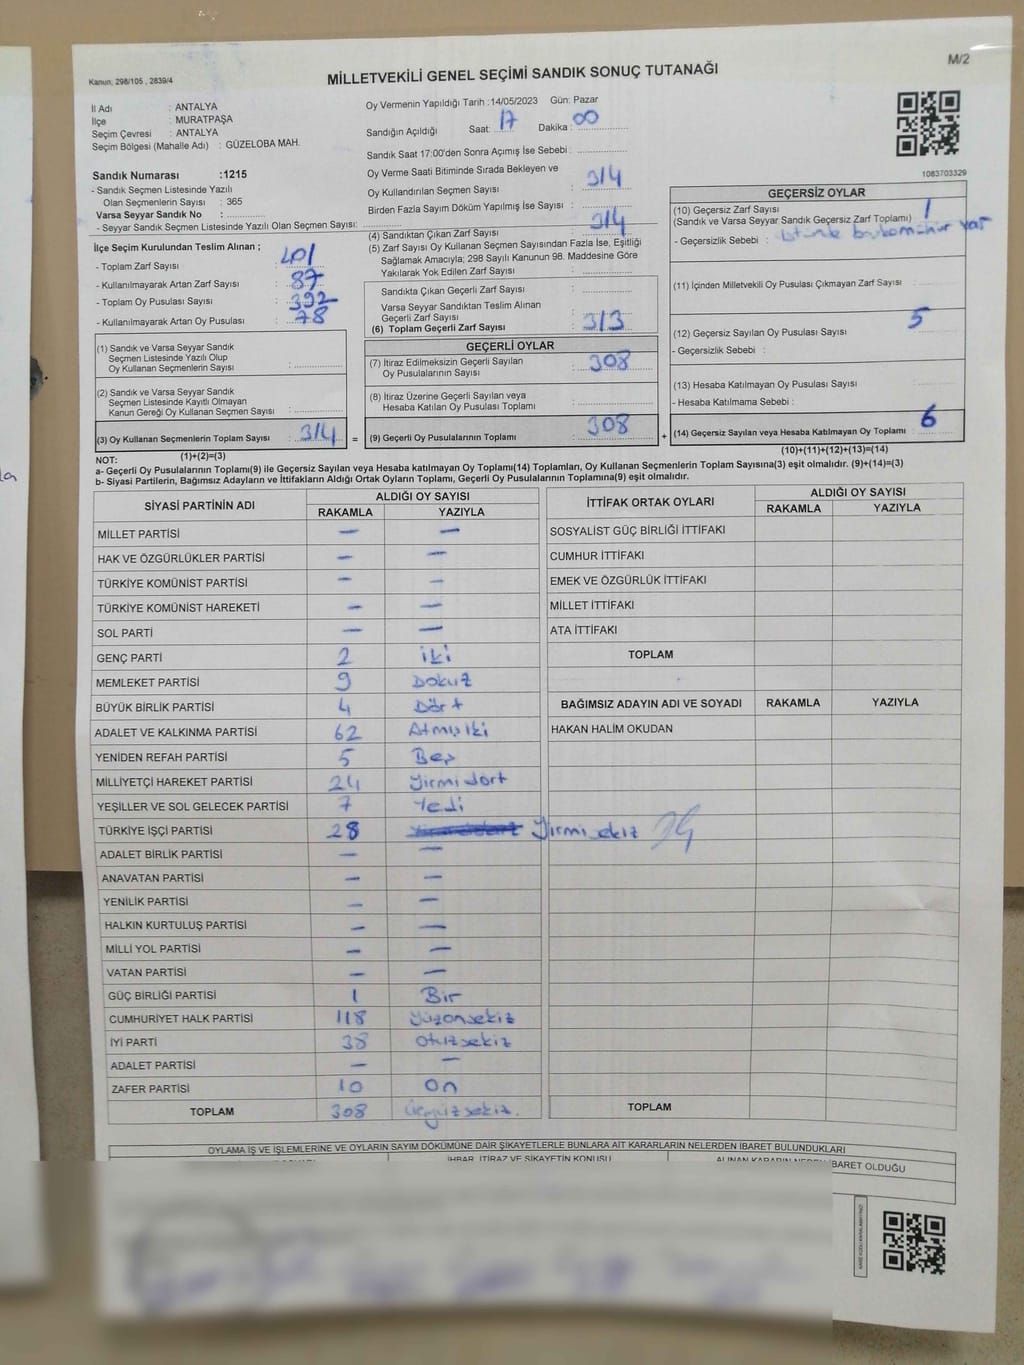 M/2
Kanun; 298/105 , 2839/4
MİLLETVEKİLİ GENEL SEÇİMİ SANDIK SONUÇ TUTANAĞI
İl Adı : ANTALYA
İlçe : MURATPAŞA
Seçim Çevresi : ANTALYA
Seçim Bölgesi (Mahalle Adı) : GÜZELOBA MAH.
Sandık Numarası :1215
- Sandık Seçmen Listesinde Yazılı
Olan Seçmenlerin Sayısı : 365
Varsa Seyyar Sandık No :
- Seyyar Sandık Seçmen Listesinde Yazılı Olan Seçmen Sayısı:
Oy Vermenin Yapıldığı Tarih :14/05/2023 Gün: Pazar
Sandığın Açıldığı Saat: 17 Dakika : 00
Sandık Saat 17:00'den Sonra Açımış İse Sebebi :
Oy Verme Saati Bitiminde Sırada Bekleyen ve
Oy Kullandırılan Seçmen Sayısı : 314
Birden Fazla Sayım Döküm Yapılmış İse Sayısı :
1083703329
İlçe Seçim Kurulundan Teslim Alınan ;
- Toplam Zarf Sayısı : 401
- Kullanılmayarak Artan Zarf Sayısı : 87
- Toplam Oy Pusulası Sayısı : 392
- Kullanılmayarak Artan Oy Pusulası : 78
(4) Sandıktan Çıkan Zarf Sayısı : 314
(5) Zarf Sayısı Oy Kullanan Seçmen Sayısından Fazla İse, Eşitliği
Sağlamak Amacıyla; 298 Sayılı Kanunun 98. Maddesine Göre
Yakılarak Yok Edilen Zarf Sayısı :
Sandıkta Çıkan Geçerli Zarf Sayısı :
Varsa Seyyar Sandıktan Teslim Alınan
Geçerli Zarf Sayısı :
(6) Toplam Geçerli Zarf Sayısı : 313
GEÇERSİZ OYLAR
(10) Geçersiz Zarf Sayısı
(Sandık ve Varsa Seyyar Sandık Geçersiz Zarf Toplamı) : 1
- Geçersizlik Sebebi : var
(11) İçinden Milletvekili Oy Pusulası Çıkmayan Zarf Sayısı :
(12) Geçersiz Sayılan Oy Pusulası Sayısı : 5
- Geçersizlik Sebebi :
(13) Hesaba Katılmayan Oy Pusulası Sayısı :
- Hesaba Katılmama Sebebi :
(14) Geçersiz Sayılan veya Hesaba Katılmayan Oy Toplamı : 6
(10)+(11)+(12)+(13)=(14)
(1) Sandık ve Varsa Seyyar Sandık
Seçmen Listesinde Yazılı Olup
Oy Kullanan Seçmenlerin Sayısı :
(2) Sandık ve Varsa Seyyar Sandık
Seçmen Listesinde Kayıtlı Olmayan
Kanun Gereği Oy Kullanan Seçmen Sayısı :
(3) Oy Kullanan Seçmenlerin Toplam Sayısı : 314 =
(1)+(2)=(3)
GEÇERLİ OYLAR
(7) İtiraz Edilmeksizin Geçerli Sayılan
Oy Pusulalarının Sayısı : 308
(8) İtiraz Üzerine Geçerli Sayılan veya
Hesaba Katılan Oy Pusulası Toplamı :
(9) Geçerli Oy Pusulalarının Toplamı : 308 +
NOT:
a- Geçerli Oy Pusulalarının Toplamı(9) ile Geçersiz Sayılan veya Hesaba katılmayan Oy Toplamı(14) Toplamları, Oy Kullanan Seçmenlerin Toplam Sayısına(3) eşit olmalıdır. (9)+(14)=(3)
b- Siyasi Partilerin, Bağımsız Adayların ve İttifakların Aldığı Ortak Oyların Toplamı, Geçerli Oy Pusulalarının Toplamına(9) eşit olmalıdır.
SİYASİ PARTİNİN ADI ALDIĞI OY SAYISI
RAKAMLA YAZIYLA
MİLLET PARTİSİ — —
HAK VE ÖZGÜRLÜKLER PARTİSİ — —
TÜRKİYE KOMÜNİST PARTİSİ — —
TÜRKİYE KOMÜNİST HAREKETİ — —
SOL PARTİ — —
GENÇ PARTİ 2 iki
MEMLEKET PARTİSİ 9 Dokuz
BÜYÜK BİRLİK PARTİSİ 4 Dört
ADALET VE KALKINMA PARTİSİ 62 Atmışiki
YENİDEN REFAH PARTİSİ 5 Beş
MİLLİYETÇİ HAREKET PARTİSİ 24 Yirmi dört
YEŞİLLER VE SOL GELECEK PARTİSİ 7 Yedi
TÜRKİYE İŞÇİ PARTİSİ 28 Yirmi sekiz
ADALET BİRLİK PARTİSİ — —
ANAVATAN PARTİSİ — —
YENİLİK PARTİSİ — —
HALKIN KURTULUŞ PARTİSİ — —
MİLLİ YOL PARTİSİ — —
VATAN PARTİSİ — —
GÜÇ BİRLİĞİ PARTİSİ 1 Bir
CUMHURİYET HALK PARTİSİ 118 Yüzonsekiz
İYİ PARTİ 38 Otuzsekiz
ADALET PARTİSİ — —
ZAFER PARTİSİ 10 On
TOPLAM 308 Üçyüzsekiz.
İTTİFAK ORTAK OYLARI ALDIĞI OY SAYISI
RAKAMLA YAZIYLA
SOSYALİST GÜÇ BİRLİĞİ İTTİFAKI
CUMHUR İTTİFAKI
EMEK VE ÖZGÜRLÜK İTTİFAKI
MİLLET İTTİFAKI
ATA İTTİFAKI
TOPLAM
BAĞIMSIZ ADAYIN ADI VE SOYADI RAKAMLA YAZIYLA
HAKAN HALİM OKUDAN
TOPLAM
OYLAMA İŞ VE İŞLEMLERİNE VE OYLARIN SAYIM DÖKÜMÜNE DAİR ŞİKAYETLERLE BUNLARA AİT KARARLARIN NELERDEN İBARET BULUNDUKLARI
İHBAR, İTİRAZ VE ŞİKAYETİN KONUSU ALINAN KARARIN NEDEN İBARET OLDUĞU